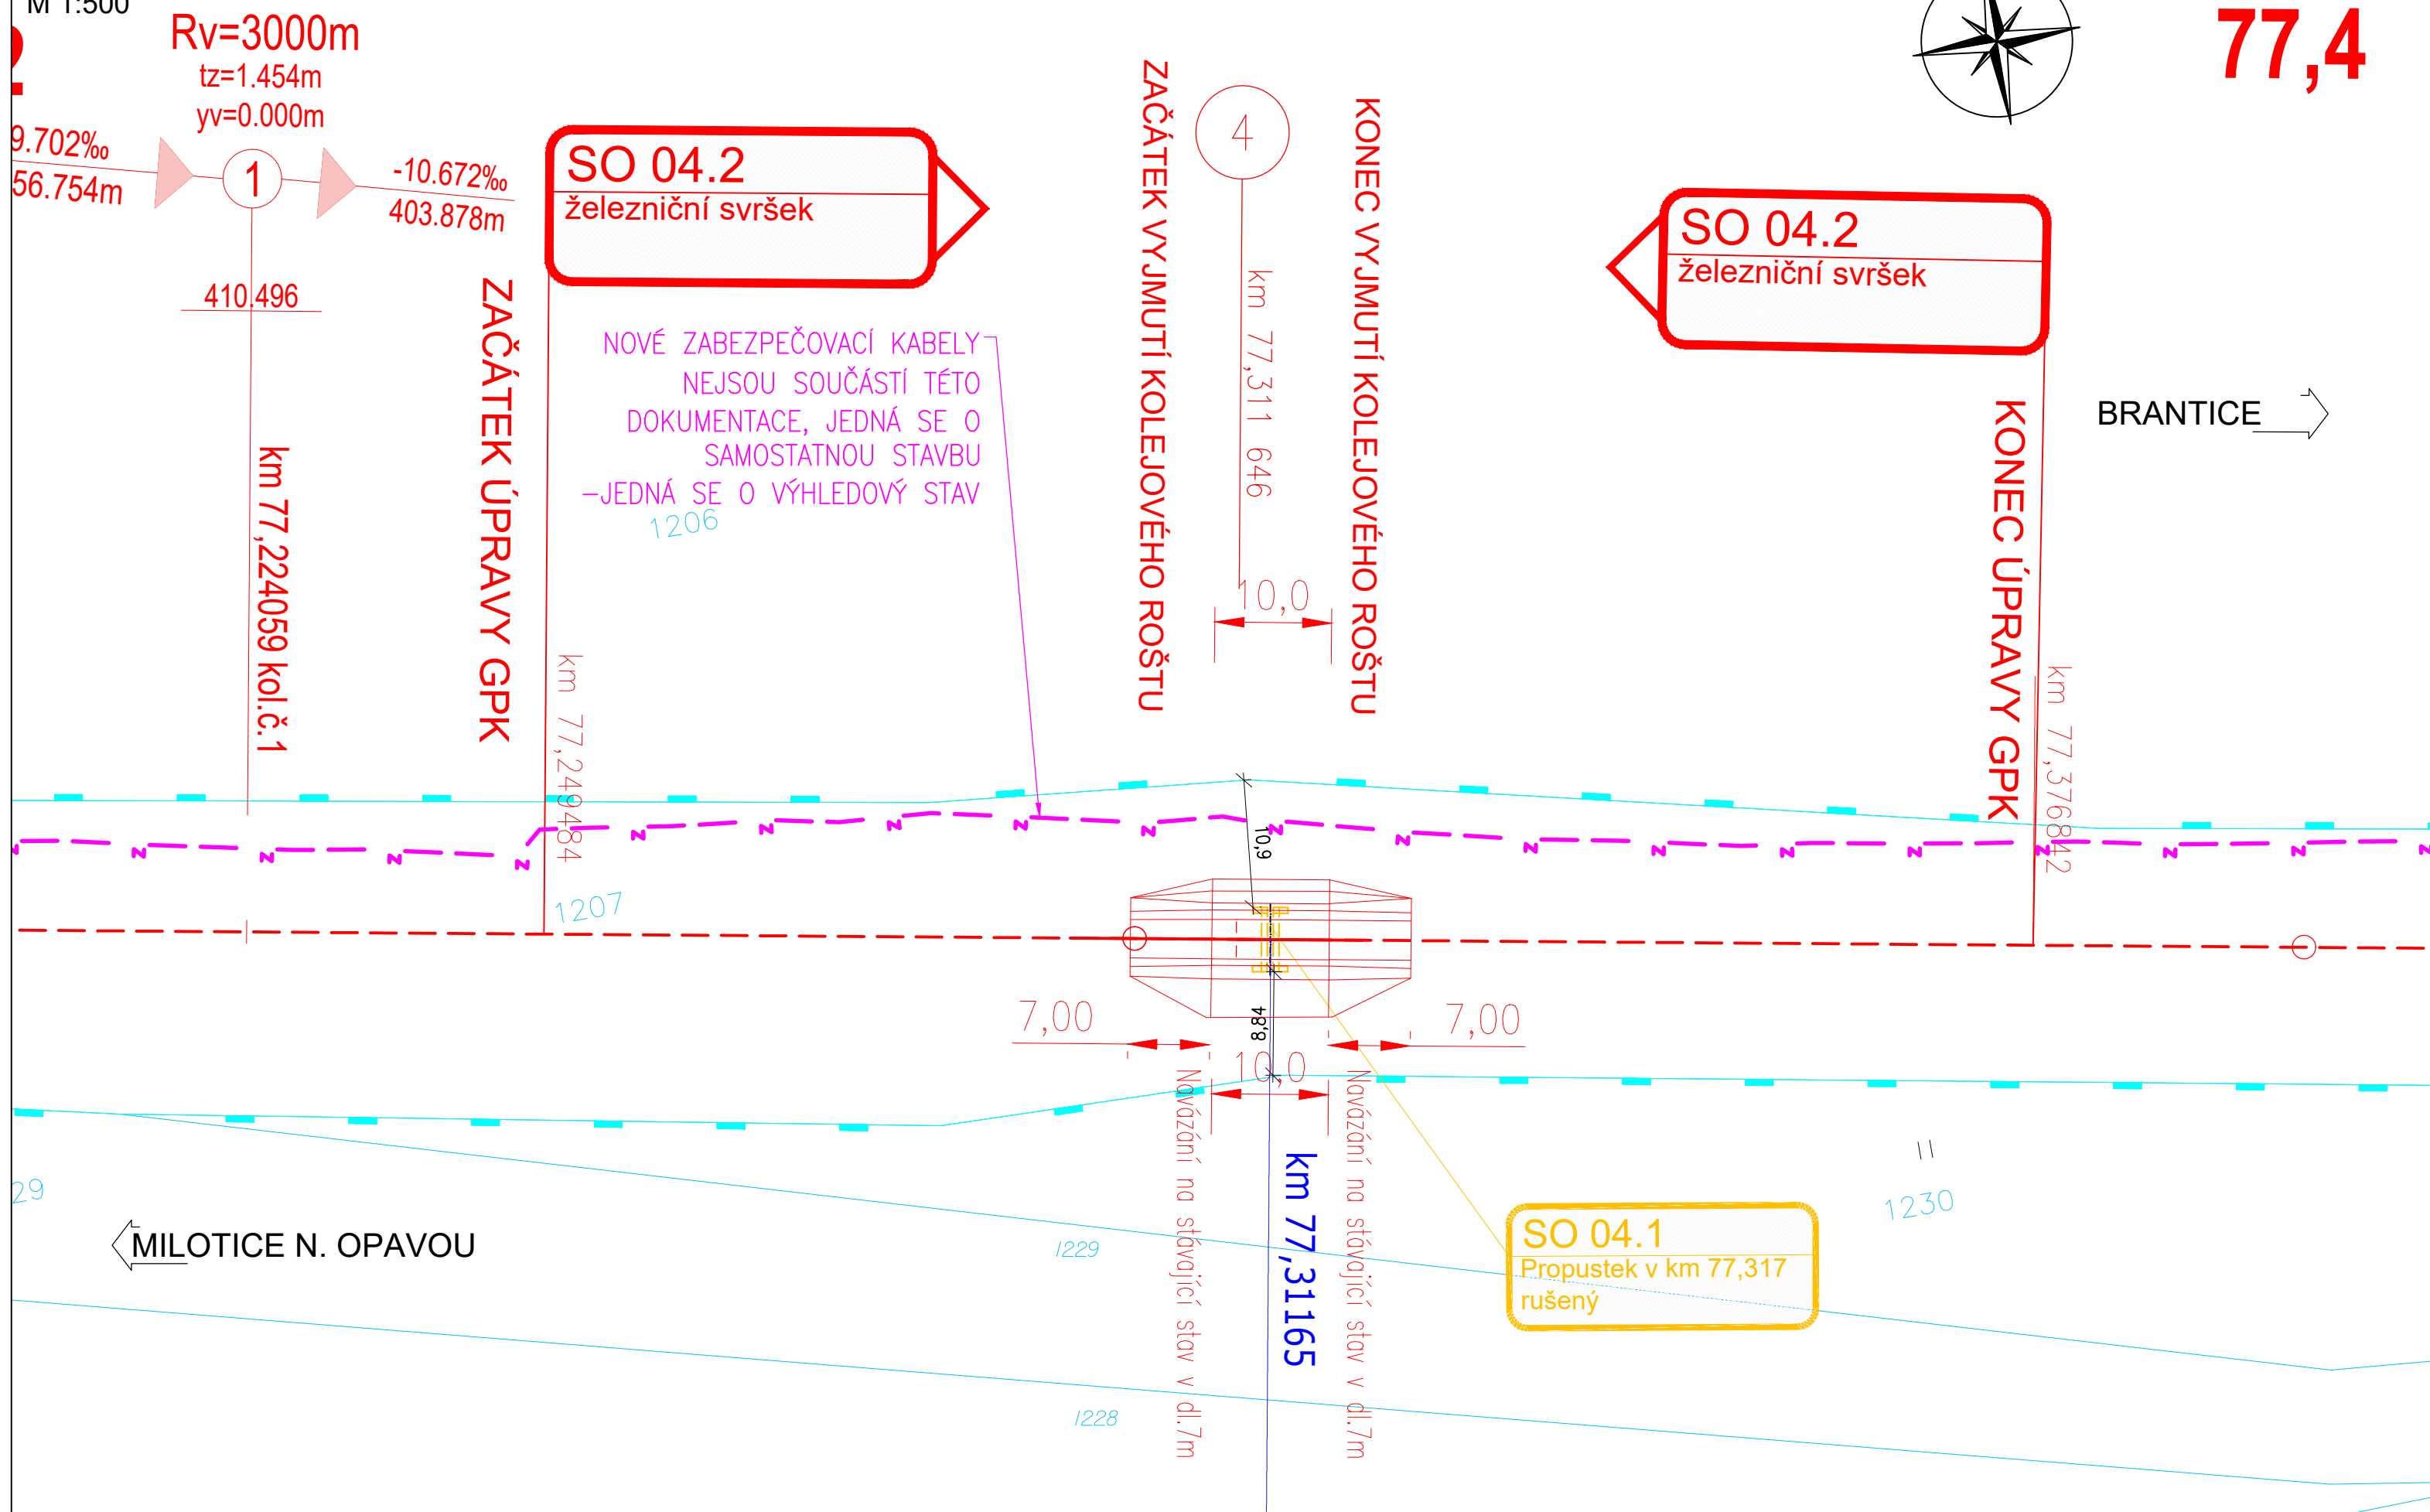 M 1:500
Rv=3000m
tz=1.454m
yv=0.000m
9.702‰
56.754m
1
-10.672‰
403.878m
410.496
km 77,224059 kol.č.1
ZAČÁTEK ÚPRAVY GPK
km 77,249484
SO 04.2
železniční svršek
NOVÉ ZABEZPEČOVACÍ KABELY
NEJSOU SOUČÁSTÍ TÉTO
DOKUMENTACE, JEDNÁ SE O
SAMOSTATNOU STAVBU
-JEDNÁ SE O VÝHLEDOVÝ STAV
1206
1207
ZAČÁTEK VYJMUTÍ KOLEJOVÉHO ROŠTU
4
km 77,311 646
KONEC VYJMUTÍ KOLEJOVÉHO ROŠTU
10,0
77,4
SO 04.2
železniční svršek
BRANTICE
KONEC ÚPRAVY GPK
km 77,376842
10,9
8,84
7,00
7,00
10,0
Navázání na stávající stav v dl.7m
km 77,31165
Navázání na stávající stav v dl.7m
29
MILOTICE N. OPAVOU
1229
1228
1230
SO 04.1
Propustek v km 77,317
rušený